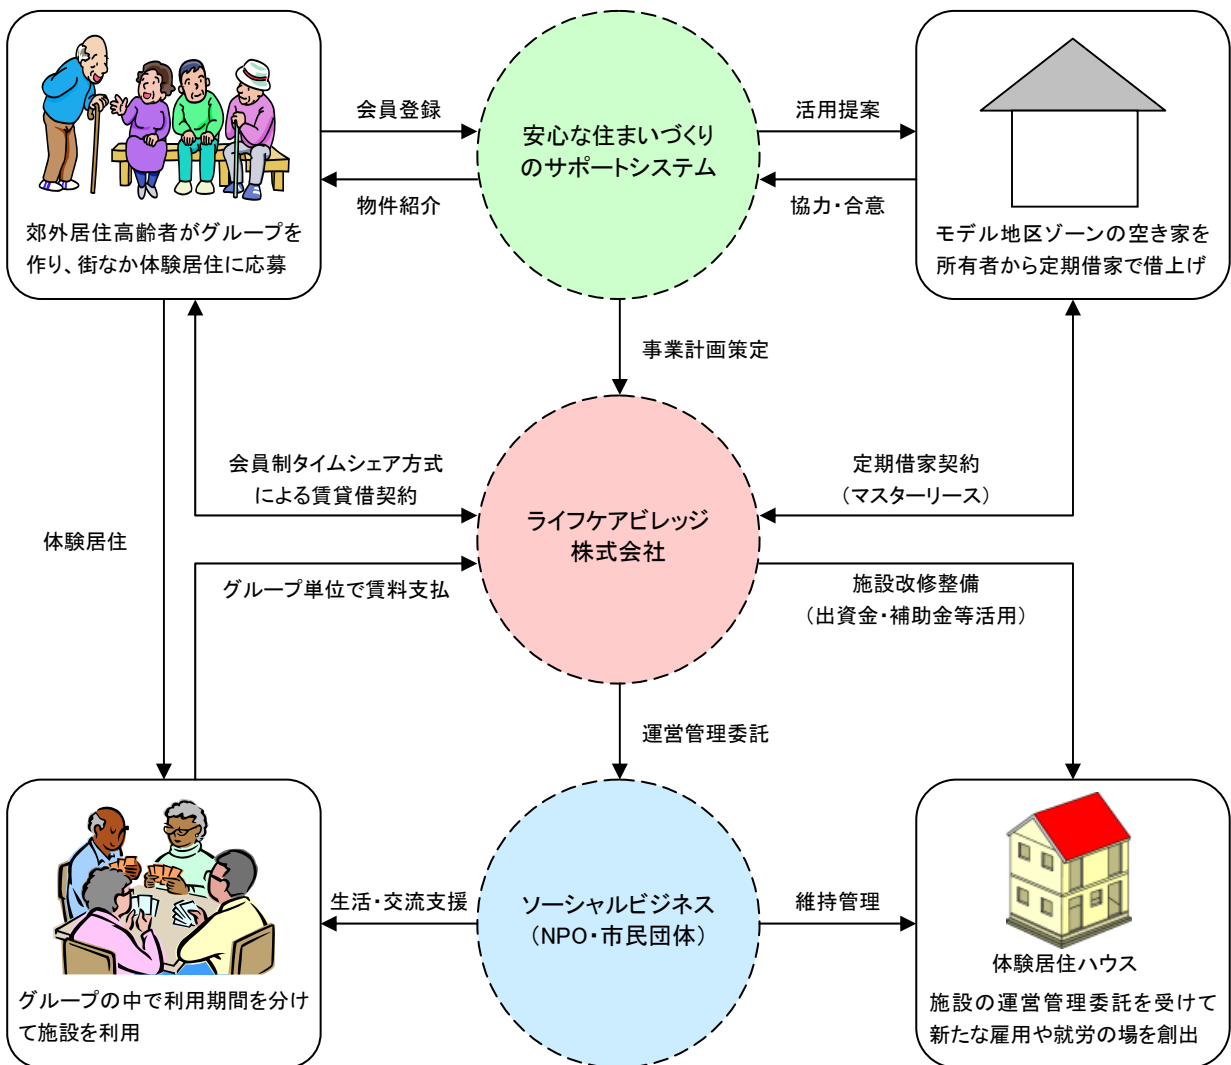 会員登録
安心な住まいづくり
のサポートシステム
活用提案
物件紹介
協力・合意
郊外居住高齢者がグループを
作り、街なか体験居住に応募
モデル地区ゾーンの空き家を
所有者から定期借家で借上げ
事業計画策定
会員制タイムシェア方式
による賃貸借契約
定期借家契約
（マスターリース）
ライフケアビレッジ
株式会社
体験居住
グループ単位で賃料支払
施設改修整備
（出資金・補助金等活用）
運営管理委託
生活・交流支援
ソーシャルビジネス
（NPO・市民団体）
維持管理
体験居住ハウス
グループの中で利用期間を分け
て施設を利用
施設の運営管理委託を受けて
新たな雇用や就労の場を創出